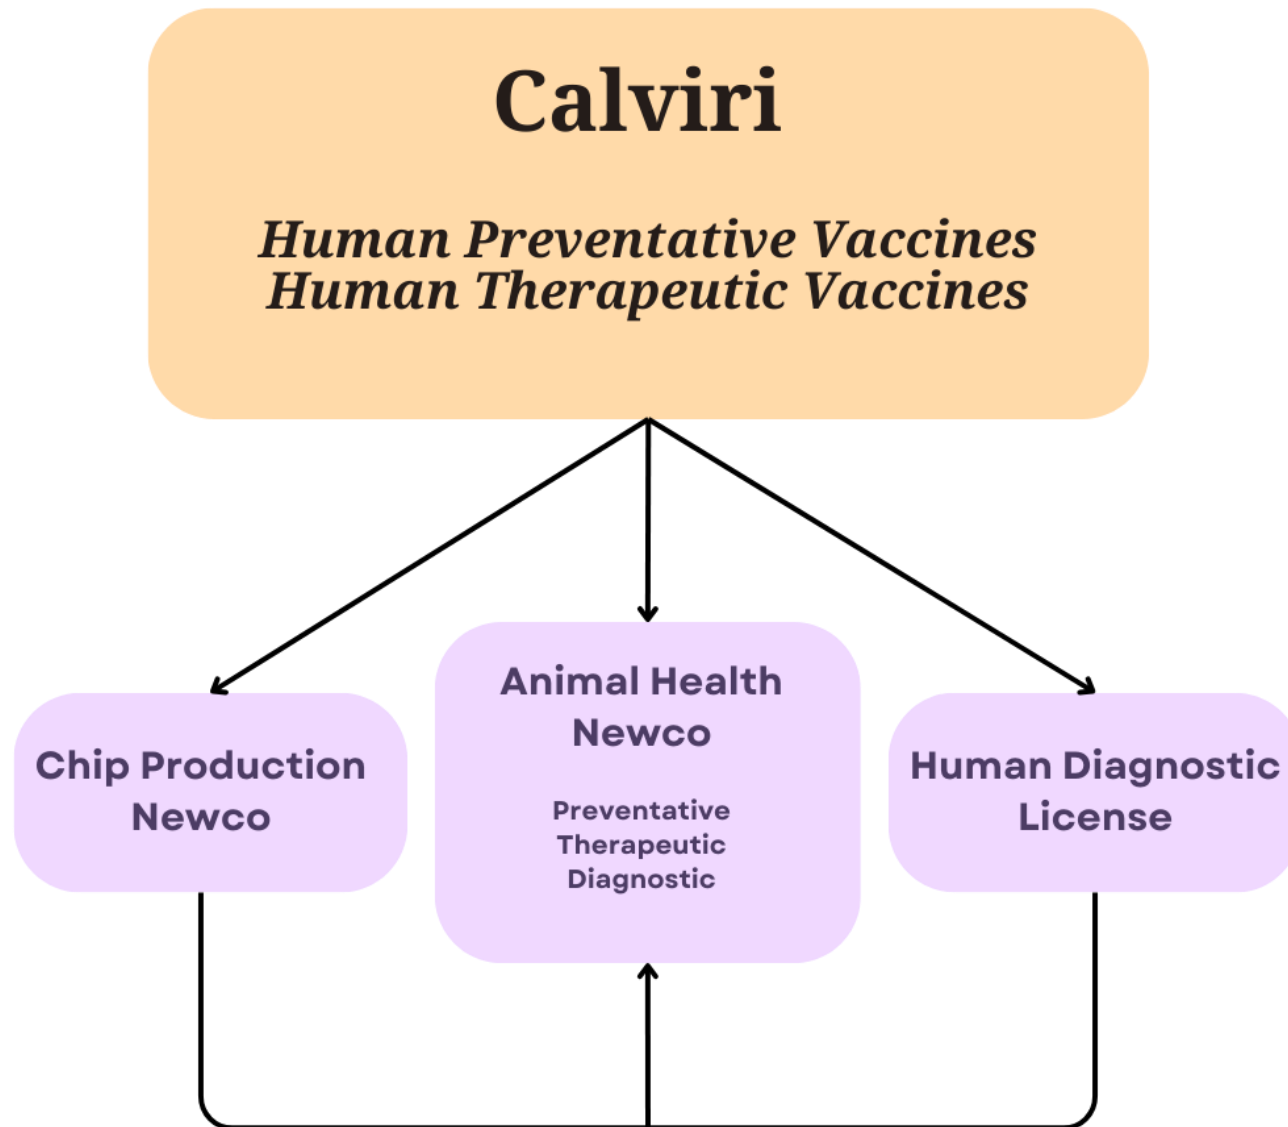 Calviri
Human Preventative Vaccines
Human Therapeutic Vaccines
Chip Production
Newco
Animal Health
Newco
Preventative
Therapeutic
Diagnostic
Human Diagnostic
License